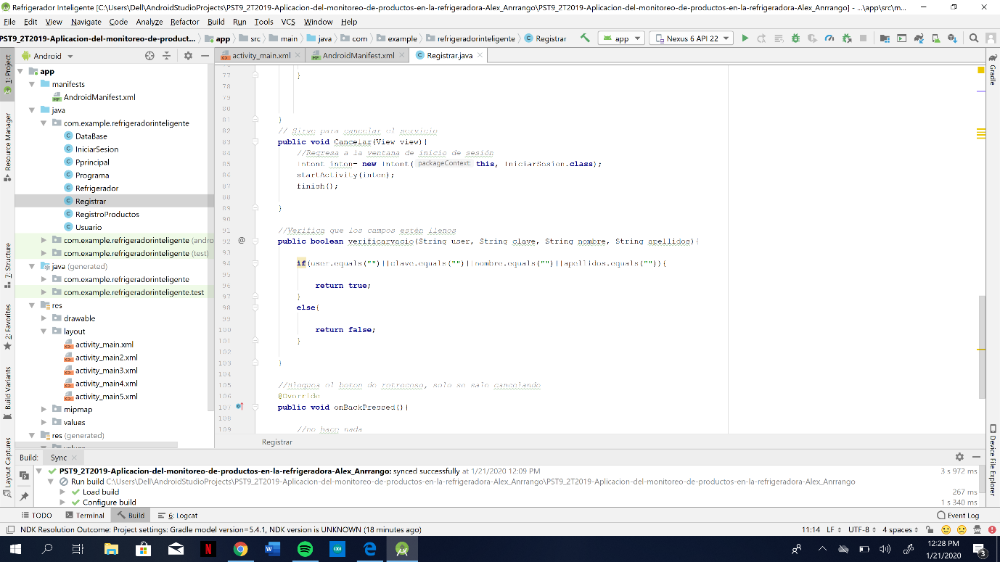 Refrigerador Inteligente [C:\Users\Dell\AndroidStudioProjects\PST9_2T2019-Aplicacion-del-monitoreo-de-productos-en-la-refrigeradora-Alex_Anrrango\PST9_2T2019-Aplicacion-del-monitoreo-de-productos-en-la-refrigeradora-Alex_Anrrango] - ...\app\src\m...
File Edit View Navigate Code Analyze Refactor Build Run Tools VCS Window Help
PST9_2T2019-Aplicacion-del-monitoreo-de-product... app src main java com example refrigeradorinteligente Registrar app Nexus 6 API 22
Android activity_main.xml AndroidManifest.xml Registrar.java
1: Project
Resource Manager
7: Structure
2: Favorites
Build Variants
Layout Captures
app
manifests
AndroidManifest.xml
java
com.example.refrigeradorinteligente
DataBase
IniciarSesion
Pprincipal
Programa
Refrigerador
Registrar
RegistroProductos
Usuario
com.example.refrigeradorinteligente (andro
com.example.refrigeradorinteligente (test)
java (generated)
com.example.refrigeradorinteligente
com.example.refrigeradorinteligente.test
res
drawable
layout
activity_main.xml
activity_main2.xml
activity_main3.xml
activity_main4.xml
activity_main5.xml
mipmap
values
res (generated)
77 }
78
79
80
81 }
82 // Sirve para cancelar el servicio
83 public void Cancelar(View view){
84 //Regresa a la ventana de inicio de sesión
85 Intent inten= new Intent( packageContext: this, IniciarSesion.class);
86 startActivity(inten);
87 finish();
88
89 }
90
91 //Verifica que los campos estén llenos
92 @ public boolean verificarvacio(String user, String clave, String nombre, String apellidos){
93
94 if(user.equals("")||clave.equals("")||nombre.equals("")||apellidos.equals("")){
95
96 return true;
97 }
98 else{
99
100 return false;
101 }
102
103 }
104
105 //Bloquea el boton de retroceso, solo se sale cancelando
106 @Override
107 public void onBackPressed(){
108
109 //no hace nada
Registrar
Gradle
Device File Explorer
Build: Sync
PST9_2T2019-Aplicacion-del-monitoreo-de-productos-en-la-refrigeradora-Alex_Anrrango: synced successfully at 1/21/2020 12:09 PM 3 s 972 ms
Run build C:\Users\Dell\AndroidStudioProjects\PST9_2T2019-Aplicacion-del-monitoreo-de-productos-en-la-refrigeradora-Alex_Anrrango\PST9_2T2019-Aplicacion-del-monitoreo-de-productos-en-la-refrigeradora-Alex_Anrrango
Load build 267 ms
Configure build 1 s 340 ms
TODO Terminal Build 6: Logcat Event Log
NDK Resolution Outcome: Project settings: Gradle model version=5.4.1, NDK version is UNKNOWN (18 minutes ago) 11:14 LF UTF-8 4 spaces
12:28 PM
1/21/2020
3